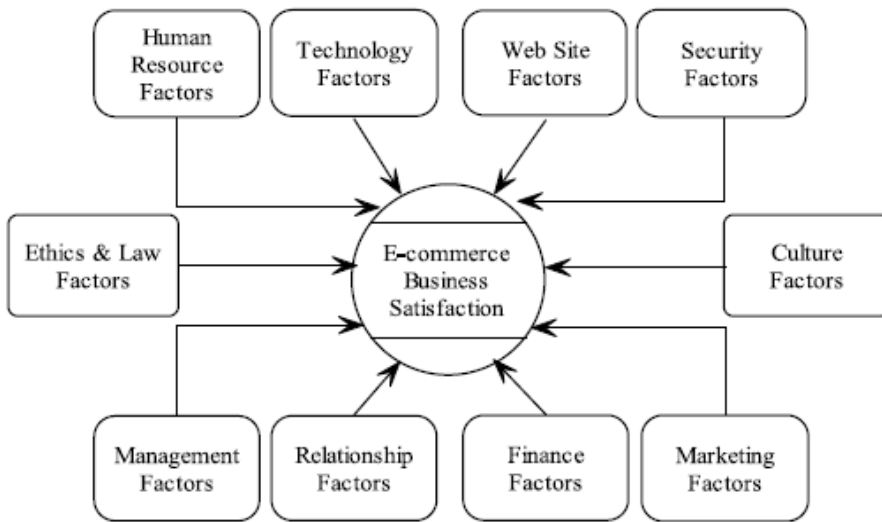 Human
Resource
Factors
Technology
Factors
Web Site
Factors
Security
Factors
Ethics & Law
Factors
E-commerce
Business
Satisfaction
Culture
Factors
Management
Factors
Relationship
Factors
Finance
Factors
Marketing
Factors